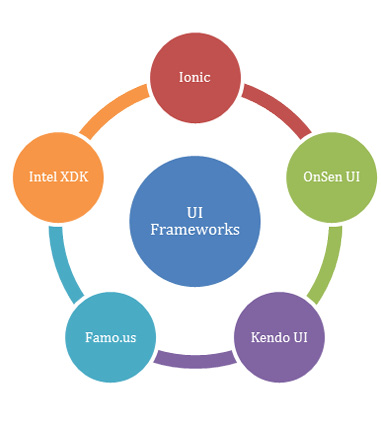 Ionic
Intel XDK
OnSen UI
UI
Frameworks
Famo.us
Kendo UI